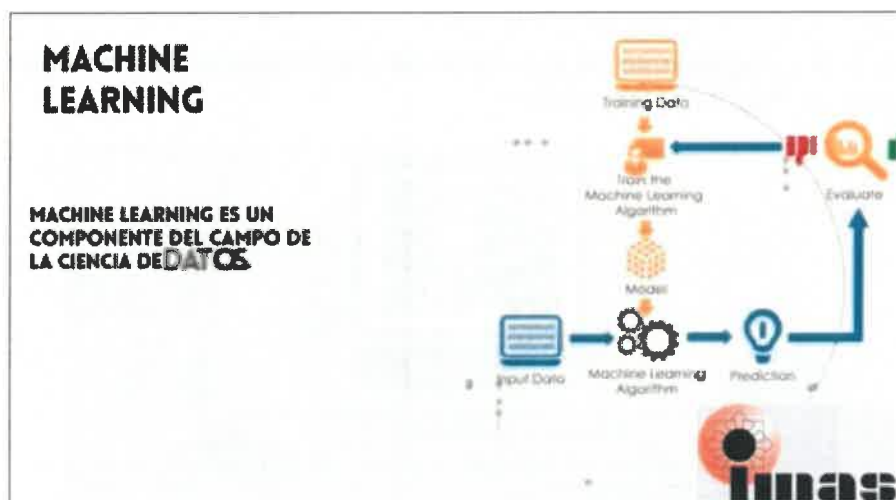 MACHINE
LEARNING
MACHINE LEARNING ES UN
COMPONENTE DEL CAMPO DE
LA CIENCIA DE DATOS.
Training Data
Train the
Machine Learning
Algorithm
Evaluate
Model
Input Data
Machine Learning
Algorithm
Prediction
iimas